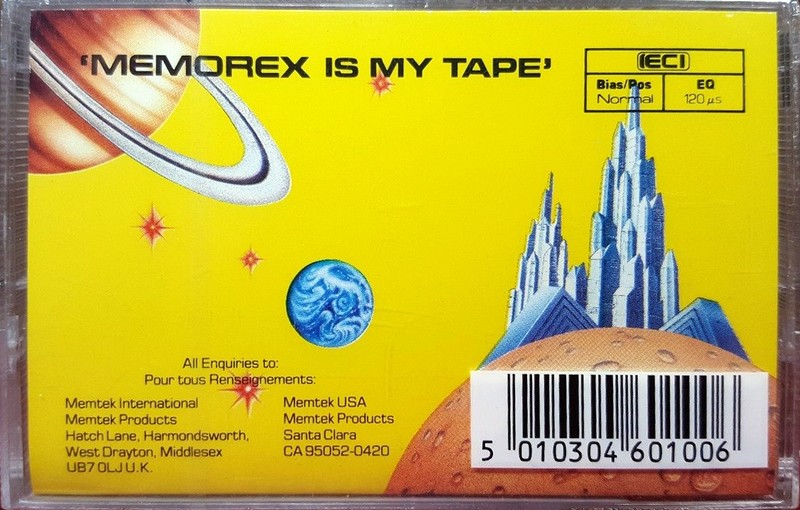 'MEMOREX IS MY TAPE'
IECI
Bias/Pos EQ
Normal 120 µs
All Enquiries to:
Pour tous Renseignements:
Memtek International
Memtek Products
Hatch Lane, Harmondsworth,
West Drayton, Middlesex
UB7 0LJ U.K.
Memtek USA
Memtek Products
Santa Clara
CA 95052-0420
5 010304 601006